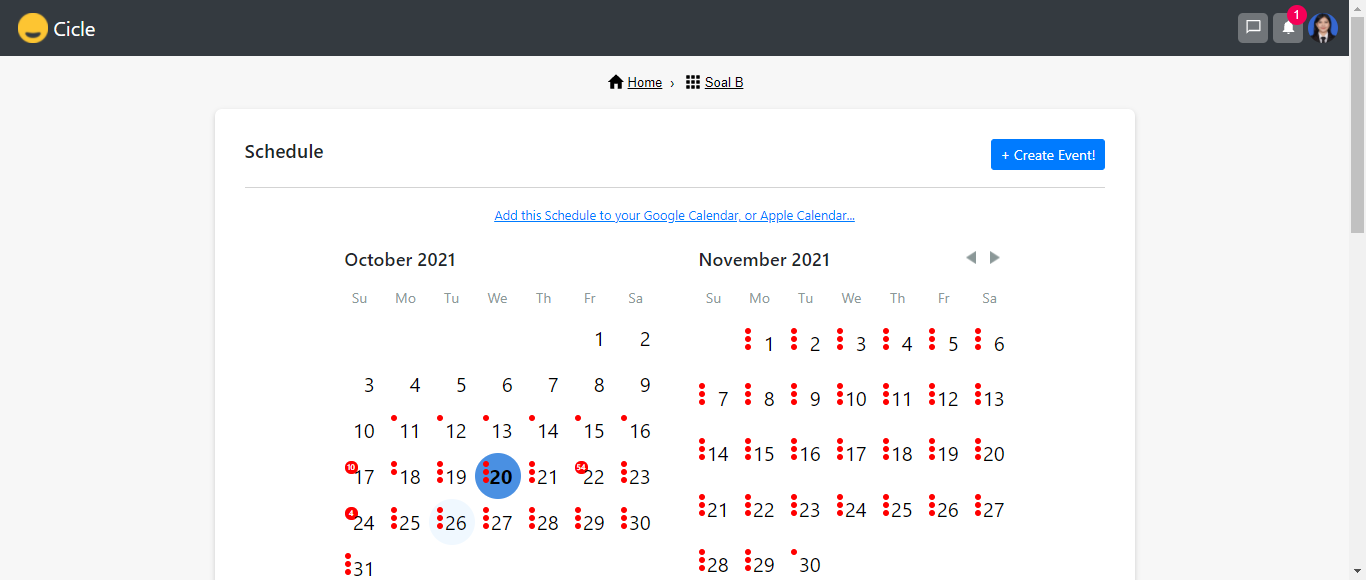 Cicle
1
Home › Soal B
Schedule
+ Create Event!
Add this Schedule to your Google Calendar, or Apple Calendar...
October 2021
Su Mo Tu We Th Fr Sa
1 2
3 4 5 6 7 8 9
10 11 12 13 14 15 16
10 17 18 19 20 21 54 22 23
4 24 25 26 27 28 29 30
31
November 2021
Su Mo Tu We Th Fr Sa
1 2 3 4 5 6
7 8 9 10 11 12 13
14 15 16 17 18 19 20
21 22 23 24 25 26 27
28 29 30